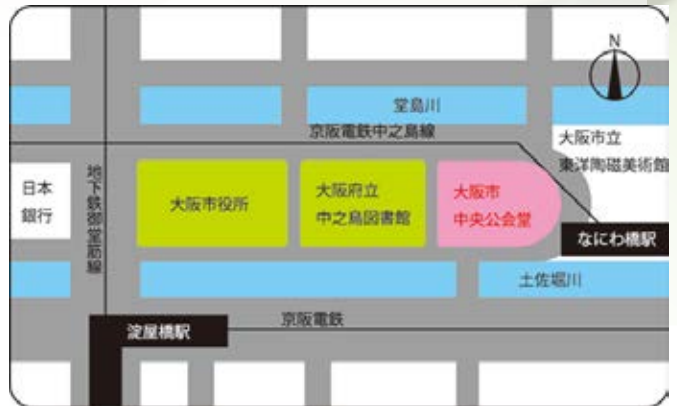 N
堂島川
京阪電鉄中之島線
大阪市立
東洋陶磁美術館
日本
銀行
地下鉄御堂筋線
大阪市役所
大阪府立
中之島図書館
大阪市
中央公会堂
なにわ橋駅
土佐堀川
京阪電鉄
淀屋橋駅